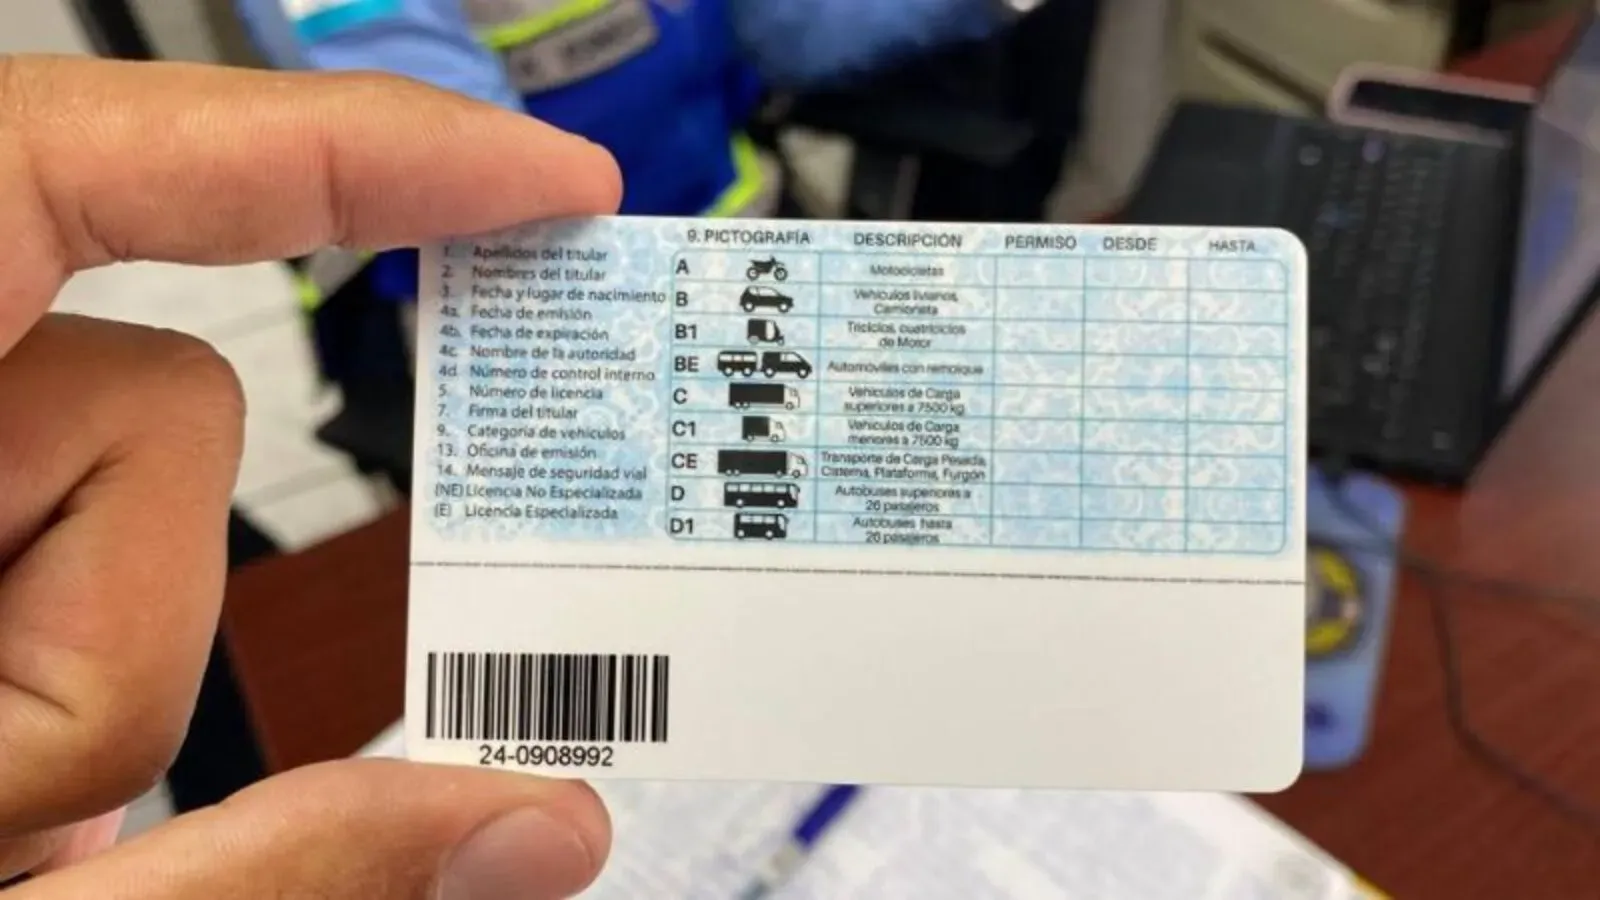 1. Apellidos del titular
2. Nombres del titular
3. Fecha y lugar de nacimiento
4a. Fecha de emisión
4b. Fecha de expiración
4c. Nombre de la autoridad
4d Número de control interno
5. Número de licencia
7. Firma del titular
9. Categoría de vehículos
13. Oficina de emisión
14. Mensaje de seguridad vial
(NE) Licencia No Especializada
(E) Licencia Especializada
9. PICTOGRAFÍA DESCRIPCIÓN PERMISO DESDE HASTA
A Motocicletas
B Vehículos livianos,
Camioneta
B1 Triciclos, cuatriciclos
de Motor
BE Automóviles con remolque
C Vehículos de Carga
superiores a 7500 kg
C1 Vehículos de Carga
menores a 7500 kg
CE Transporte de Carga Pesada,
Cisterna, Plataforma, Furgón
D Autobuses superiores a
26 pasajeros
D1 Autobuses hasta
26 pasajeros
24-0908992